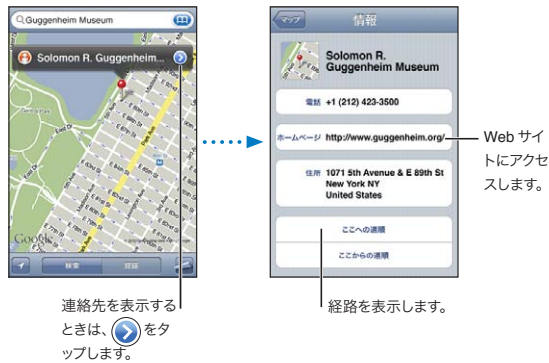 Guggenheim Museum
Solomon R. Guggenheim...
Google
検索
経路
連絡先を表示する
ときは、 をタ
ップします。
マップ
情報
Solomon R.
Guggenheim Museum
電話 +1 (212) 423-3500
ホームページ http://www.guggenheim.org/
住所 1071 5th Avenue & E 89th St
New York NY
United States
ここへの道順
ここからの道順
Web サイ
トにアクセ
スします。
経路を表示します。